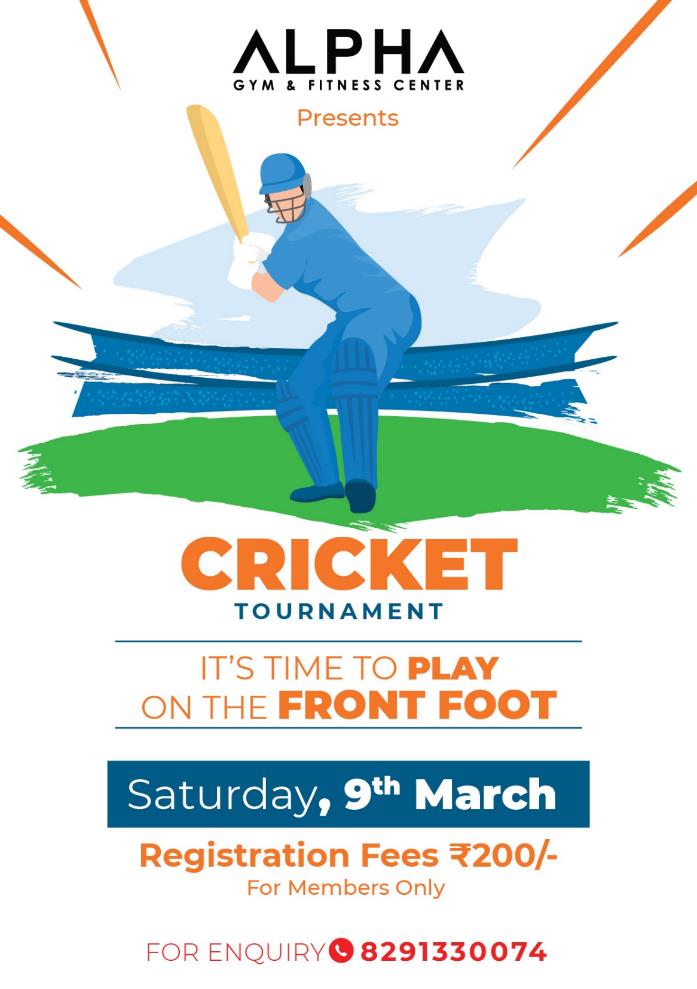 ALPHA
GYM & FITNESS CENTER
Presents
CRICKET
TOURNAMENT
IT'S TIME TO PLAY
ON THE FRONT FOOT
Saturday, 9th March
Registration Fees ₹200/-
For Members Only
FOR ENQUIRY 8291330074